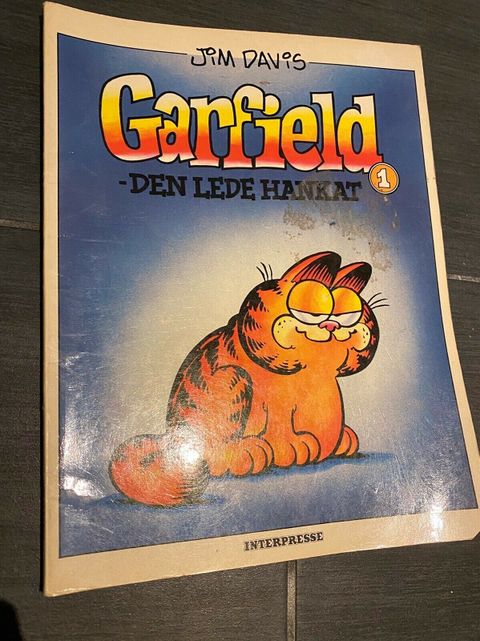 JIM DAVIS
Garfield
-DEN LEDE HANKAT
1
INTERPRESSE